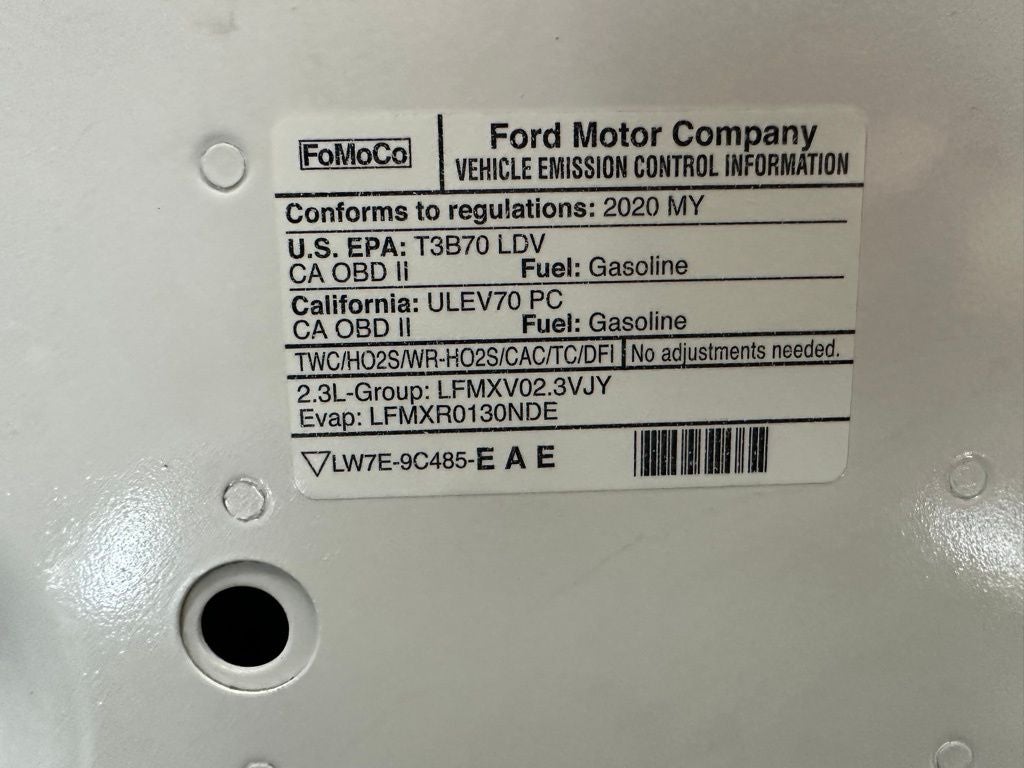 FoMoCo
Ford Motor Company
VEHICLE EMISSION CONTROL INFORMATION
Conforms to regulations: 2020 MY
U.S. EPA: T3B70 LDV
CA OBD II Fuel: Gasoline
California: ULEV70 PC
CA OBD II Fuel: Gasoline
TWC/HO2S/WR-HO2S/CAC/TC/DFI No adjustments needed.
2.3L-Group: LFMXV02.3VJY
Evap: LFMXR0130NDE
LW7E-9C485-E A E